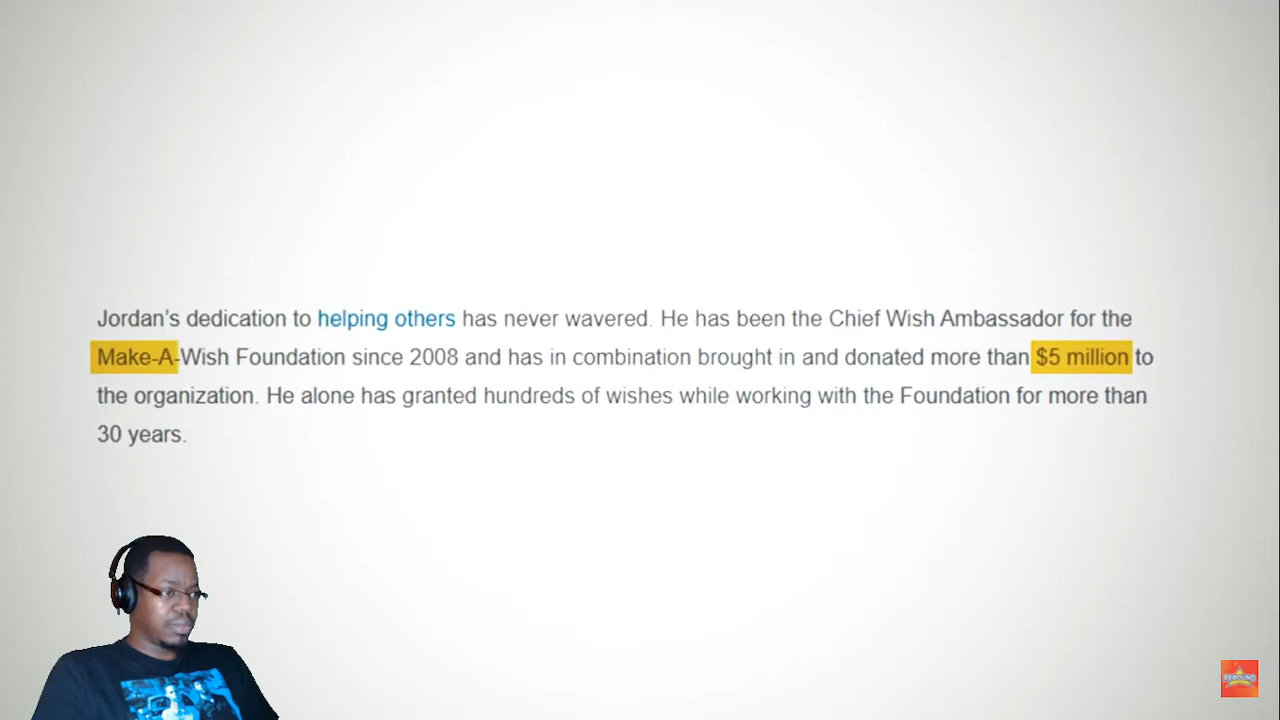 Jordan's dedication to helping others has never wavered. He has been the Chief Wish Ambassador for the
Make-A-Wish Foundation since 2008 and has in combination brought in and donated more than $5 million to
the organization. He alone has granted hundreds of wishes while working with the Foundation for more than
30 years.
REBOUND